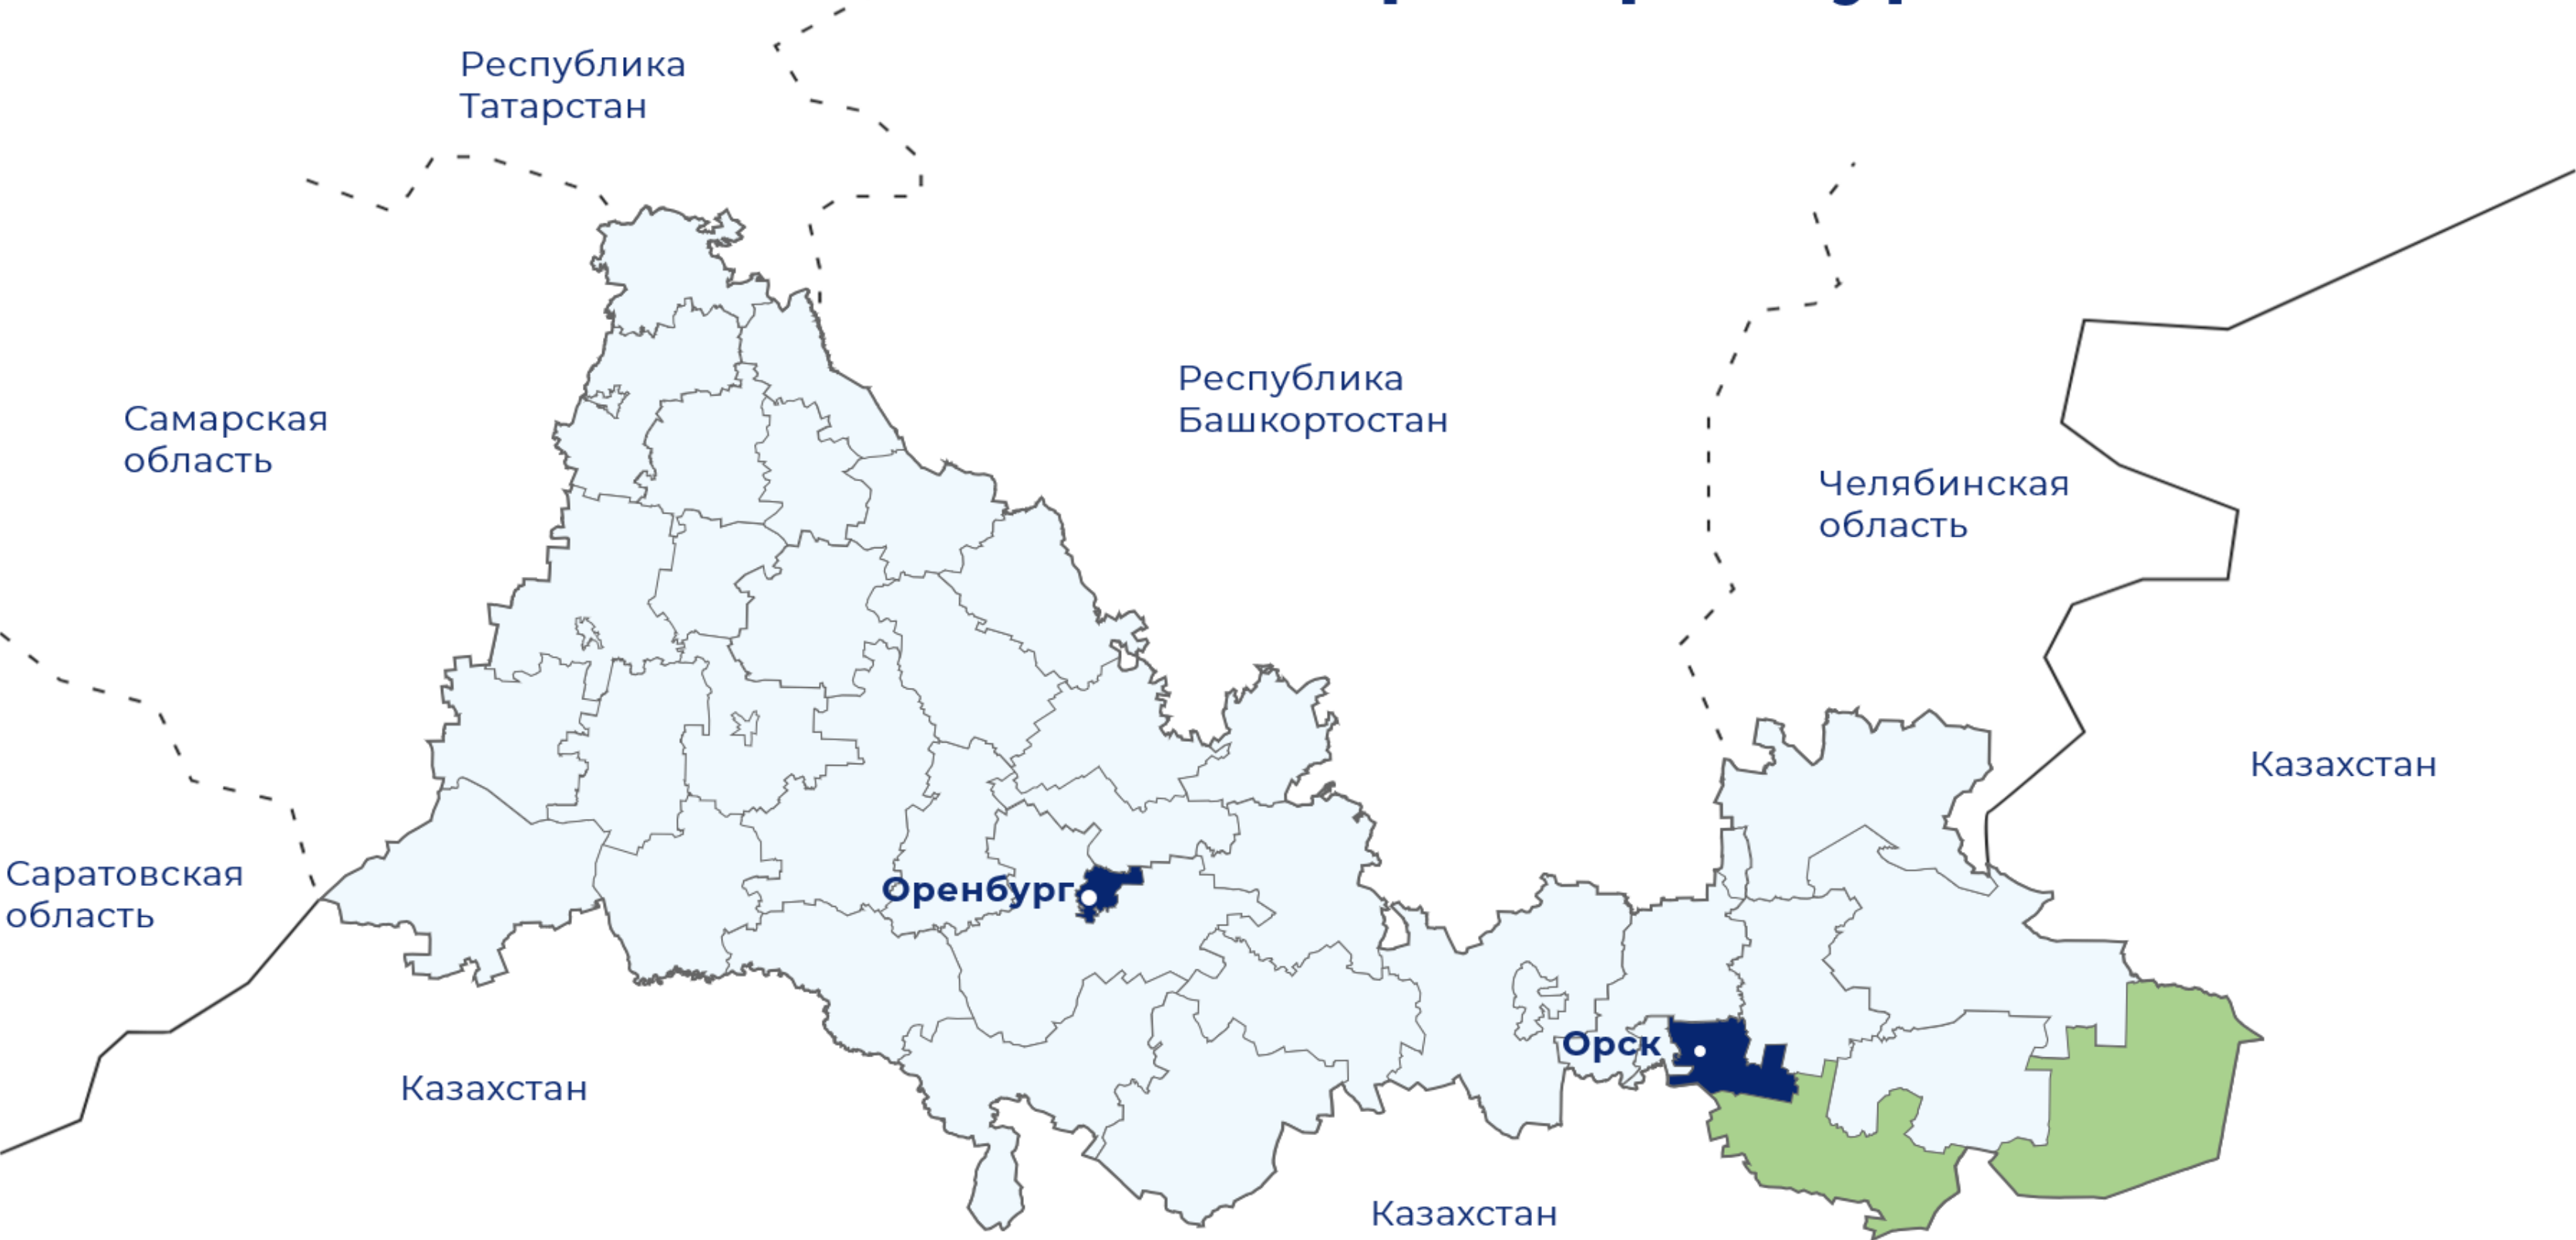 Республика
Татарстан
Самарская
область
Республика
Башкортостан
Челябинская
область
Казахстан
Саратовская
область
Оренбург
Орск
Казахстан
Казахстан